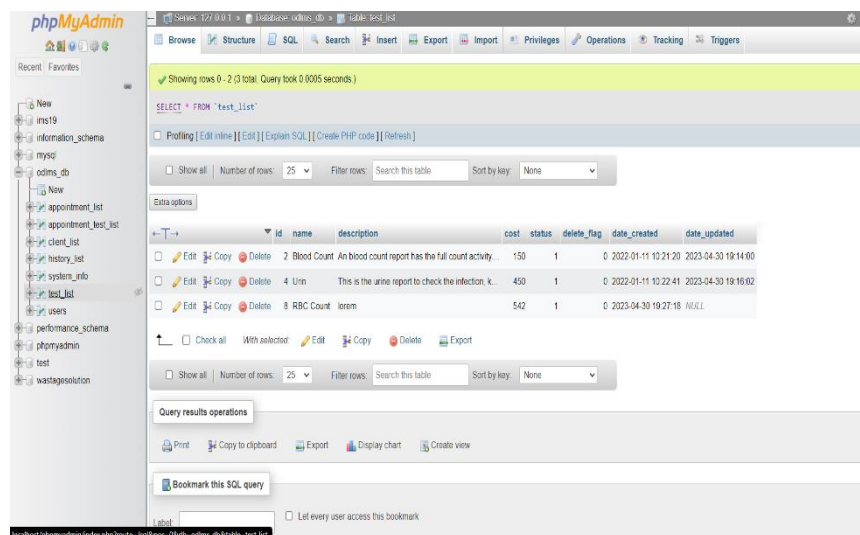 phpMyAdmin
Recent Favorites
New
ims19
information_schema
mysql
odlms_db
New
appointment_list
appointment_test_list
client_list
history_list
system_info
test_list
users
performance_schema
phpmyadmin
test
wastagesolution
Server: 127.0.0.1 » Database: odlms_db » Table: test_list
Browse Structure SQL Search Insert Export Import Privileges Operations Tracking Triggers
Showing rows 0 - 2 (3 total, Query took 0.0005 seconds.)
SELECT * FROM `test_list`
Profiling [ Edit inline ] [ Edit ] [ Explain SQL ] [ Create PHP code ] [ Refresh ]
Show all | Number of rows: 25 Filter rows: Search this table Sort by key: None
Extra options
←T→ ▼ id name description cost status delete_flag date_created date_updated
Edit Copy Delete 2 Blood Count An blood count report has the full count activity... 150 1 0 2022-01-11 10:21:20 2023-04-30 19:14:00
Edit Copy Delete 4 Urin This is the urine report to check the infection, k... 450 1 0 2022-01-11 10:22:41 2023-04-30 19:16:02
Edit Copy Delete 8 RBC Count lorem 542 1 0 2023-04-30 19:27:18 NULL
Check all With selected: Edit Copy Delete Export
Show all | Number of rows: 25 Filter rows: Search this table Sort by key: None
Query results operations
Print Copy to clipboard Export Display chart Create view
Bookmark this SQL query
Label: Let every user access this bookmark